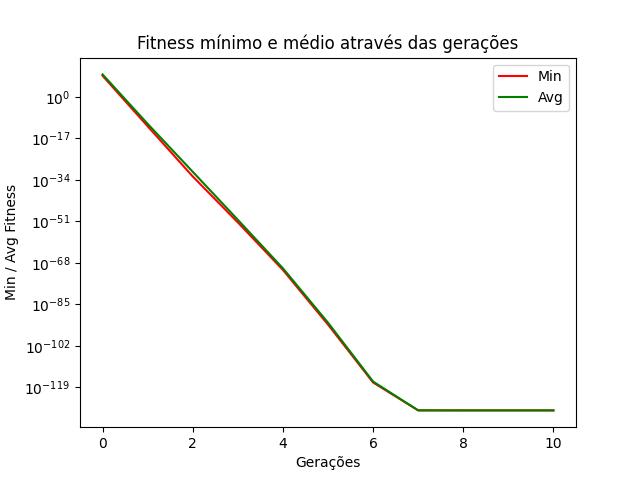 Fitness mínimo e médio através das gerações
Min
Avg
10^0
10^-17
10^-34
10^-51
10^-68
10^-85
10^-102
10^-119
Min / Avg Fitness
0 2 4 6 8 10
Gerações